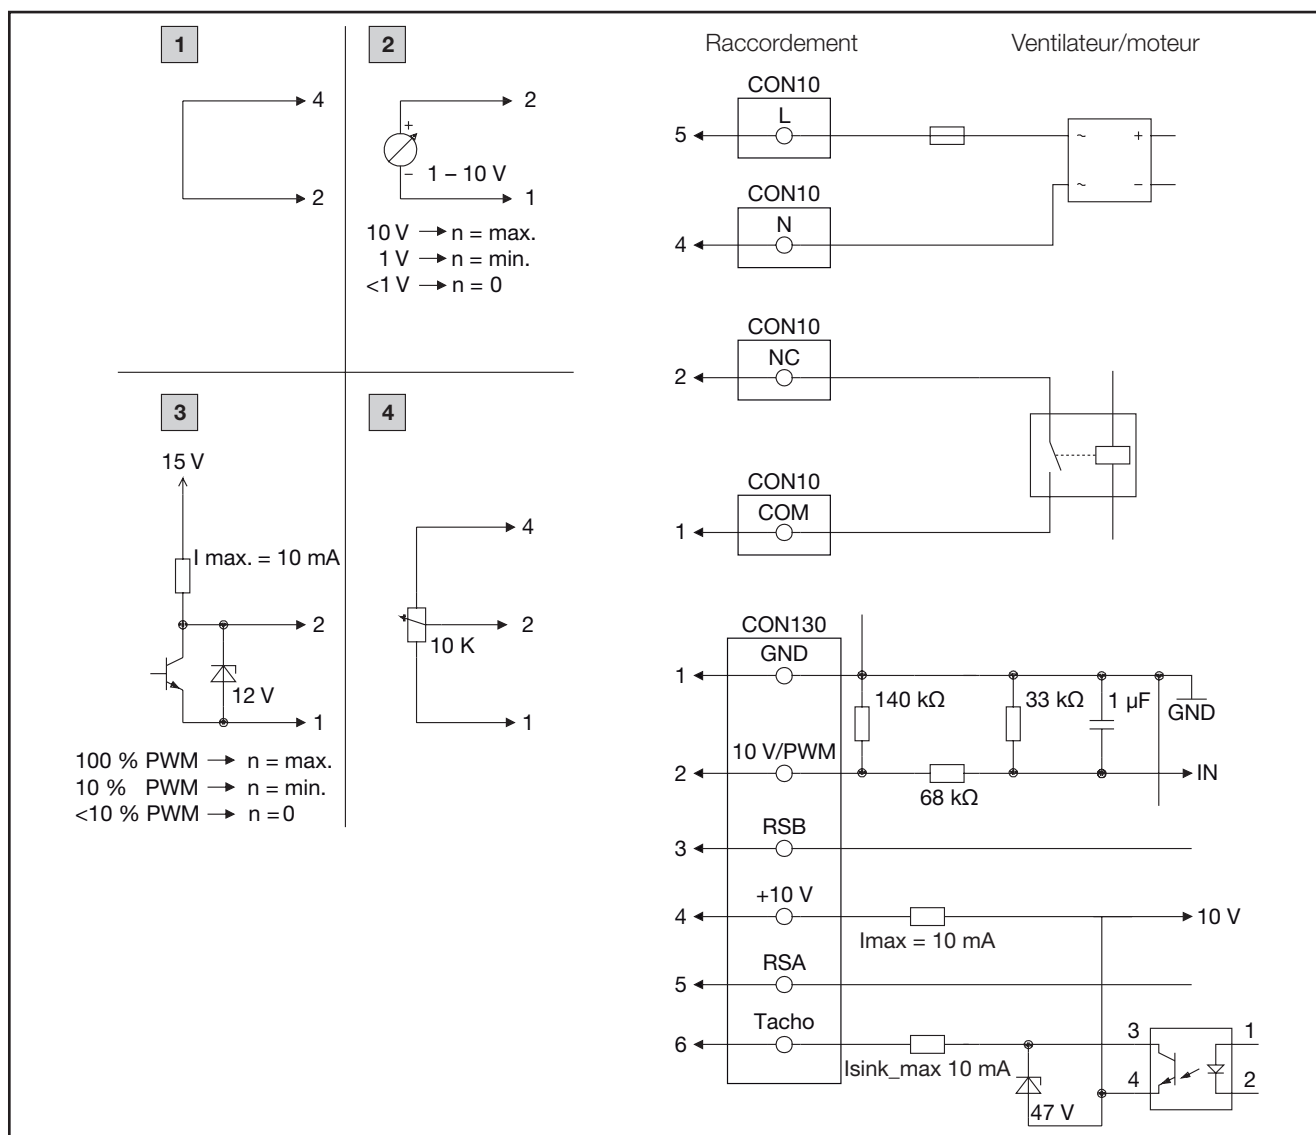 1
4
2
2
2
+
–
1 – 10 V
1
10 V → n = max.
1 V → n = min.
<1 V → n = 0
3
15 V
I max. = 10 mA
2
12 V
1
100 % PWM → n = max.
10 % PWM → n = min.
<10 % PWM → n = 0
4
4
2
10 K
1
Raccordement
Ventilateur/moteur
CON10
L
5
~
+
~
–
CON10
N
4
CON10
NC
2
CON10
COM
1
CON130
GND
1
140 kΩ
33 kΩ
1 µF
GND
10 V/PWM
2
68 kΩ
IN
RSB
3
+10 V
4
Imax = 10 mA
10 V
RSA
5
Tacho
6
Isink_max 10 mA
47 V
3
1
4
2